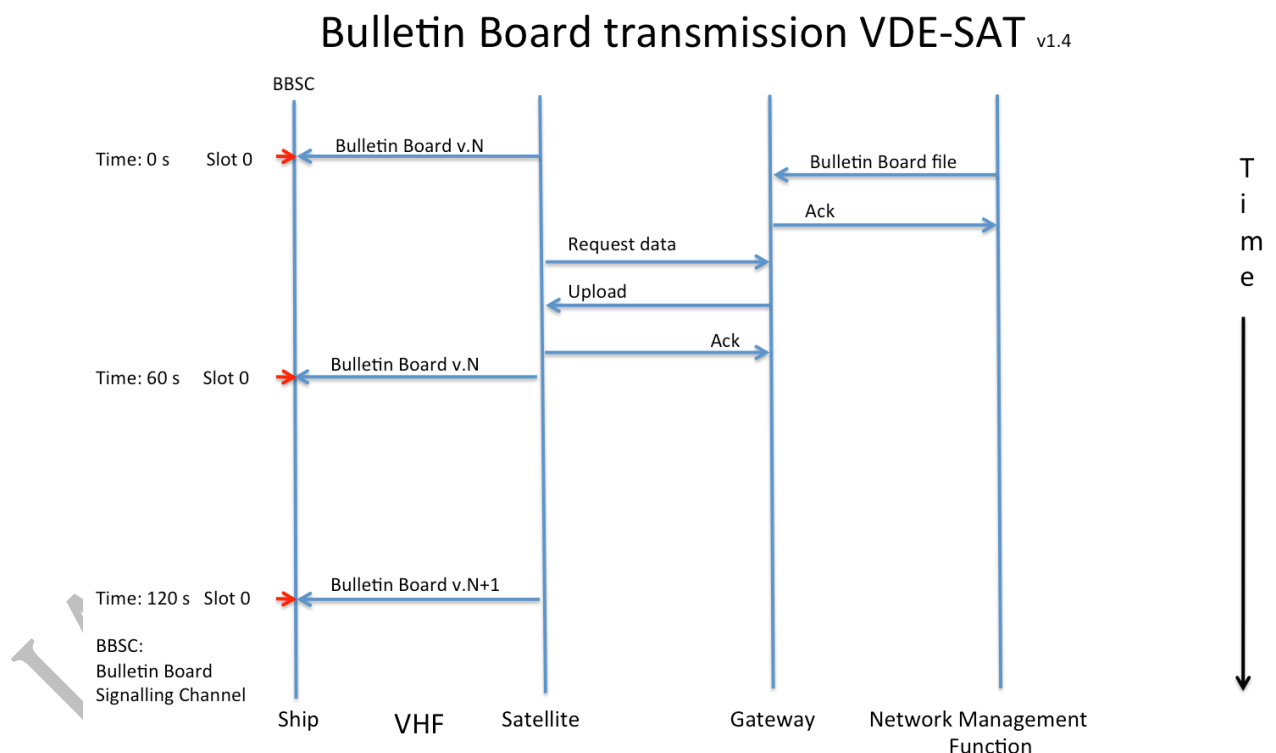 Bulletin Board transmission VDE-SAT v1.4
BBSC
Time: 0 s Slot 0
Bulletin Board v.N
Bulletin Board file
Ack
Request data
Upload
Ack
Time: 60 s Slot 0
Bulletin Board v.N
Time: 120 s Slot 0
Bulletin Board v.N+1
BBSC:
Bulletin Board
Signalling Channel
Ship
VHF
Satellite
Gateway
Network Management
Function
T
i
m
e